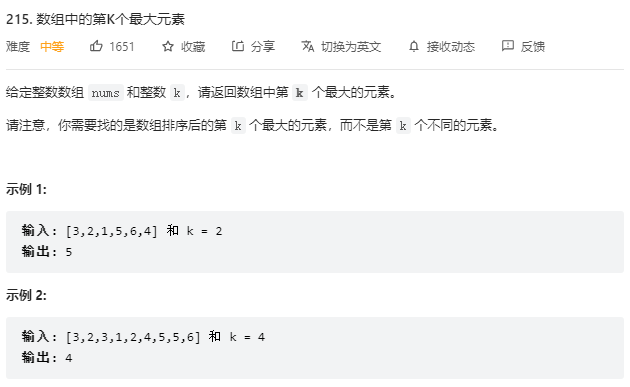 215. 数组中的第K个最大元素
难度 中等 1651 收藏 分享 切换为英文 接收动态 反馈
给定整数数组 nums 和整数 k，请返回数组中第 k 个最大的元素。
请注意，你需要找的是数组排序后的第 k 个最大的元素，而不是第 k 个不同的元素。
示例 1:
输入: [3,2,1,5,6,4] 和 k = 2
输出: 5
示例 2:
输入: [3,2,3,1,2,4,5,5,6] 和 k = 4
输出: 4